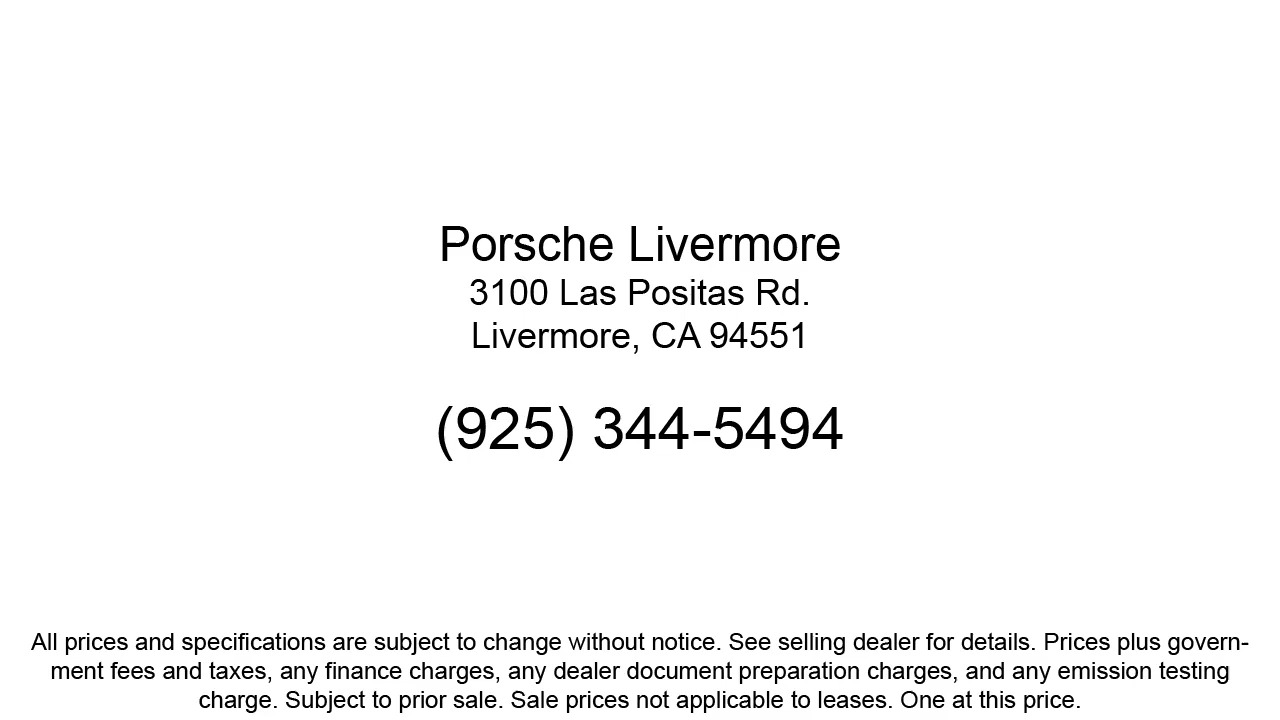 Porsche Livermore
3100 Las Positas Rd.
Livermore, CA 94551
(925) 344-5494
All prices and specifications are subject to change without notice. See selling dealer for details. Prices plus govern-
ment fees and taxes, any finance charges, any dealer document preparation charges, and any emission testing
charge. Subject to prior sale. Sale prices not applicable to leases. One at this price.